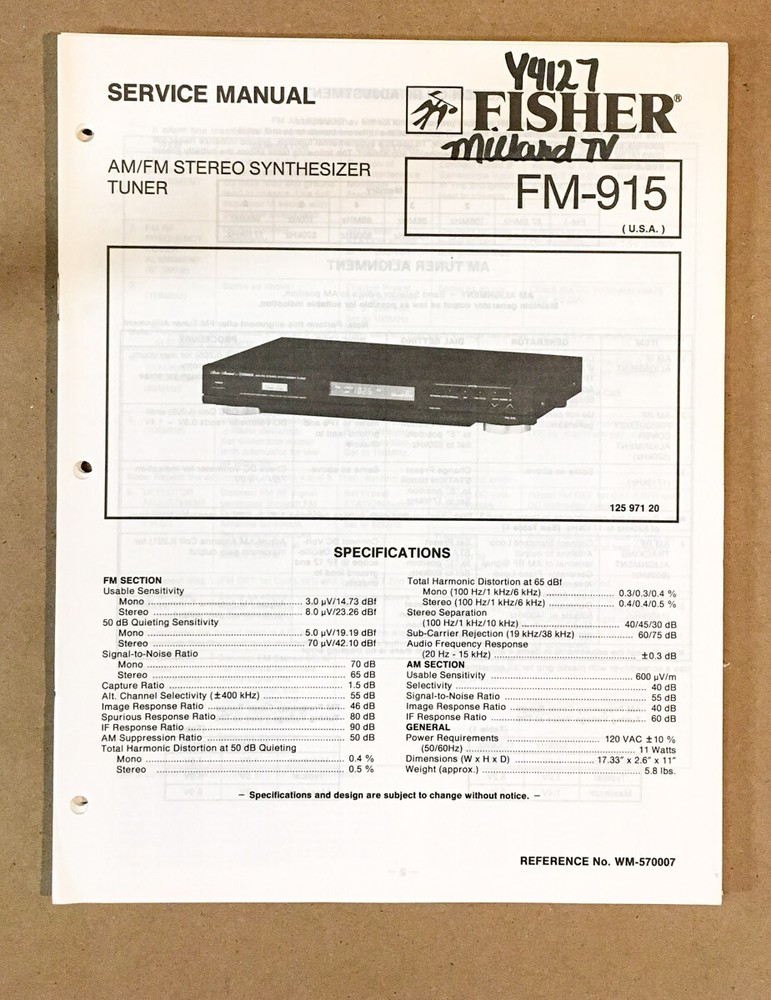 SERVICE MANUAL
Y9127
FISHER®
Millard TV
AM/FM STEREO SYNTHESIZER
TUNER
FM-915
( U.S.A. )
125 971 20
SPECIFICATIONS
FM SECTION
Usable Sensitivity
Mono ... 3.0 µV/14.73 dBf
Stereo ... 8.0 µV/23.26 dBf
50 dB Quieting Sensitivity
Mono ... 5.0 µV/19.19 dBf
Stereo ... 70 µV/42.10 dBf
Signal-to-Noise Ratio
Mono ... 70 dB
Stereo ... 65 dB
Capture Ratio ... 1.5 dB
Alt. Channel Selectivity (±400 kHz) ... 55 dB
Image Response Ratio ... 46 dB
Spurious Response Ratio ... 80 dB
IF Response Ratio ... 90 dB
AM Suppression Ratio ... 50 dB
Total Harmonic Distortion at 50 dB Quieting
Mono ... 0.4 %
Stereo ... 0.5 %
Total Harmonic Distortion at 65 dBf
Mono (100 Hz/1 kHz/6 kHz) ... 0.3/0.3/0.4 %
Stereo (100 Hz/1 kHz/6 kHz) ... 0.4/0.4/0.5 %
Stereo Separation
(100 Hz/1 kHz/10 kHz) ... 40/45/30 dB
Sub-Carrier Rejection (19 kHz/38 kHz) ... 60/75 dB
Audio Frequency Response
(20 Hz - 15 kHz) ... ±0.3 dB
AM SECTION
Usable Sensitivity ... 600 µV/m
Selectivity ... 40 dB
Signal-to-Noise Ratio ... 55 dB
Image Response Ratio ... 40 dB
IF Response Ratio ... 60 dB
GENERAL
Power Requirements ... 120 VAC ±10 %
(50/60Hz) ... 11 Watts
Dimensions (W x H x D) ... 17.33" x 2.6" x 11"
Weight (approx.) ... 5.8 lbs.
– Specifications and design are subject to change without notice. –
REFERENCE No. WM-570007